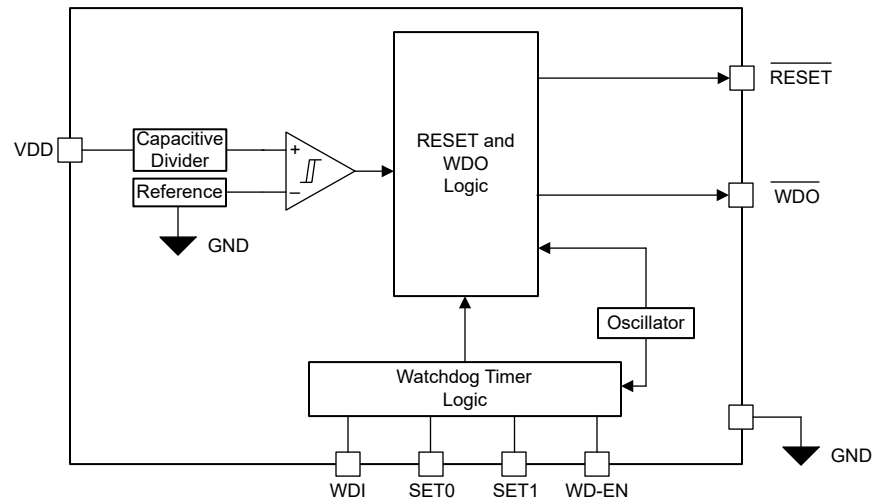 VDD
Capacitive
Divider
Reference
GND
+
−
RESET and
WDO
Logic
RESET
WDO
Oscillator
Watchdog Timer
Logic
WDI
SET0
SET1
WD-EN
GND